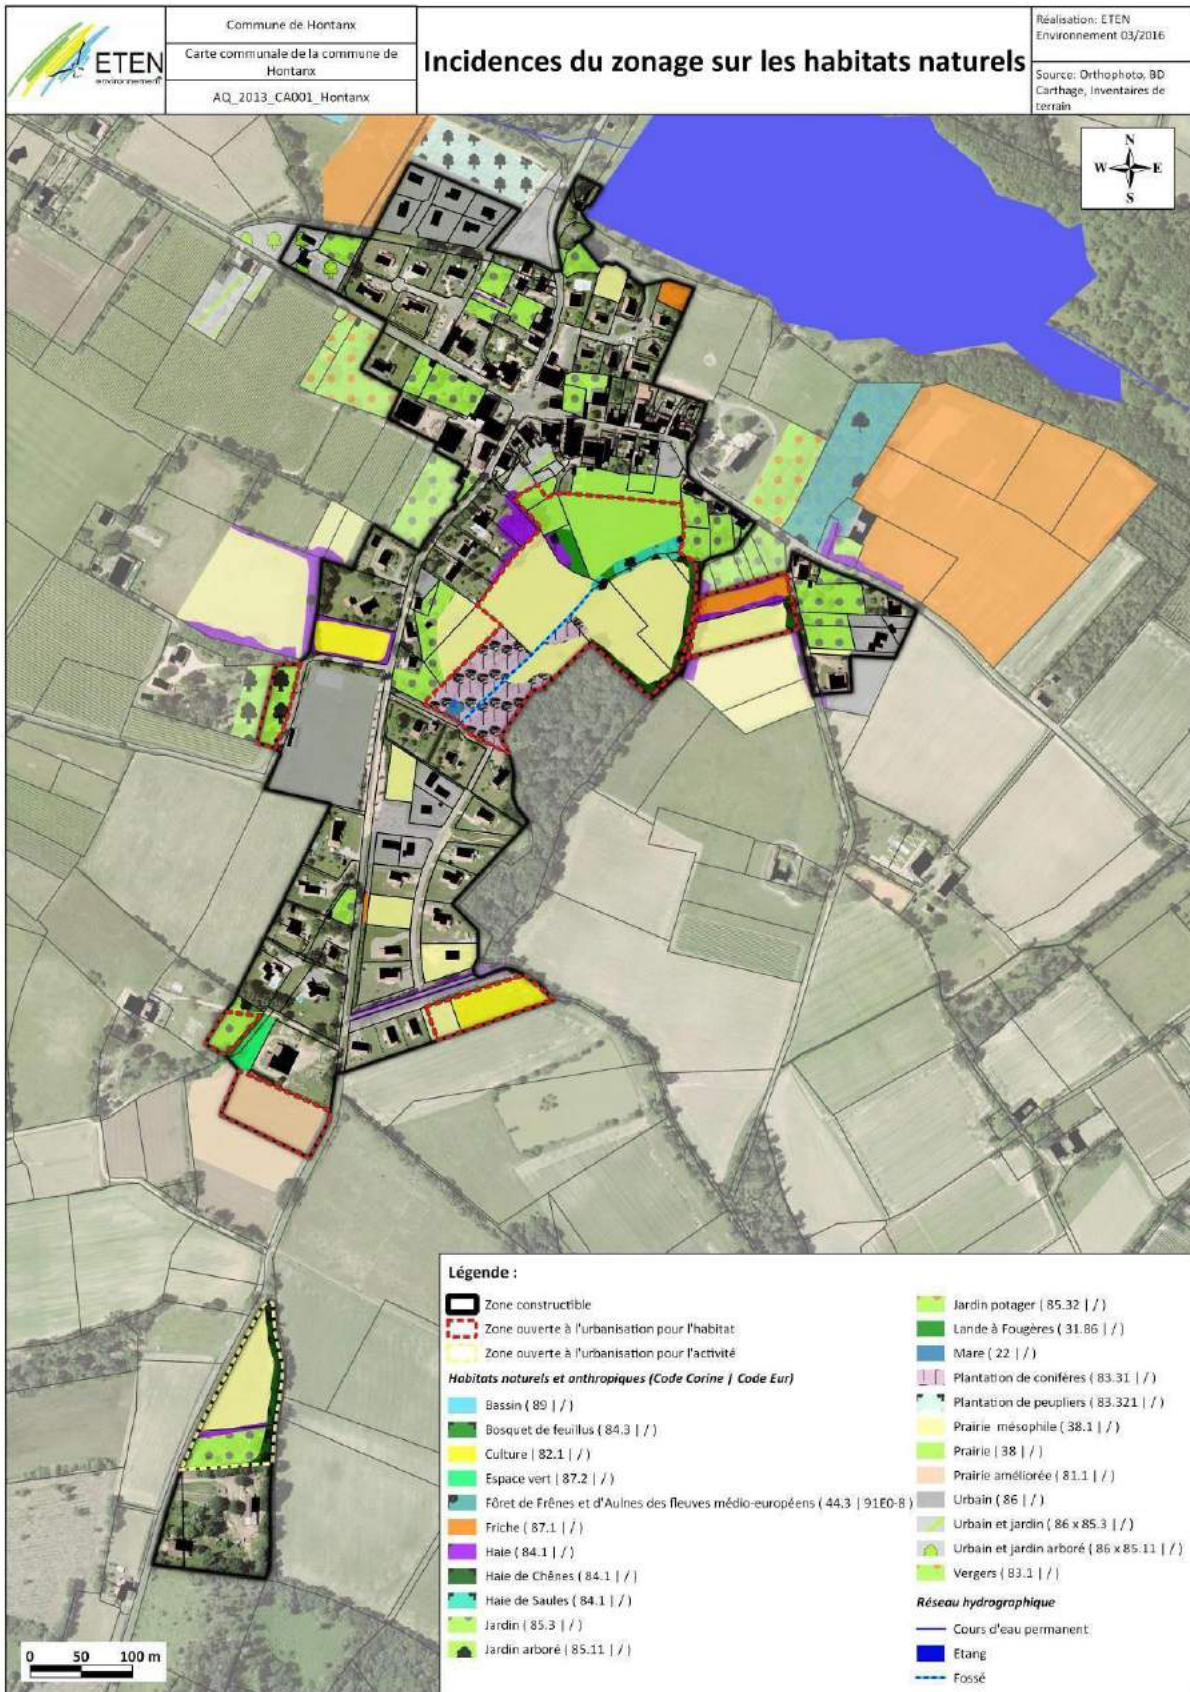 ETEN
environnement
Commune de Hontanx
Carte communale de la commune de
Hontanx
AQ_2013_CA001_Hontanx
Incidences du zonage sur les habitats naturels
Réalisation: ETEN
Environnement 03/2016
Source: Orthophoto, BD
Carthage, Inventaires de
terrain
N
W E
S
Légende :
Zone constructible
Zone ouverte à l'urbanisation pour l'habitat
Zone ouverte à l'urbanisation pour l'activité
Habitats naturels et anthropiques (Code Corine | Code Eur)
Bassin ( 89 | / )
Bosquet de feuillus ( 84.3 | / )
Culture ( 82.1 | / )
Espace vert ( 87.2 | / )
Fôret de Frênes et d'Aulnes des fleuves médio-européens ( 44.3 | 91E0-8 )
Friche ( 87.1 | / )
Haie ( 84.1 | / )
Haie de Chênes ( 84.1 | / )
Haie de Saules ( 84.1 | / )
Jardin ( 85.3 | / )
Jardin arboré ( 85.11 | / )
Jardin potager ( 85.32 | / )
Lande à Fougères ( 31.86 | / )
Mare ( 22 | / )
Plantation de conifères ( 83.31 | / )
Plantation de peupliers ( 83.321 | / )
Prairie mésophile ( 38.1 | / )
Prairie ( 38 | / )
Prairie améliorée ( 81.1 | / )
Urbain ( 86 | / )
Urbain et jardin ( 86 x 85.3 | / )
Urbain et jardin arboré ( 86 x 85.11 | / )
Vergers ( 83.1 | / )
Réseau hydrographique
Cours d'eau permanent
Etang
Fossé
0 50 100 m